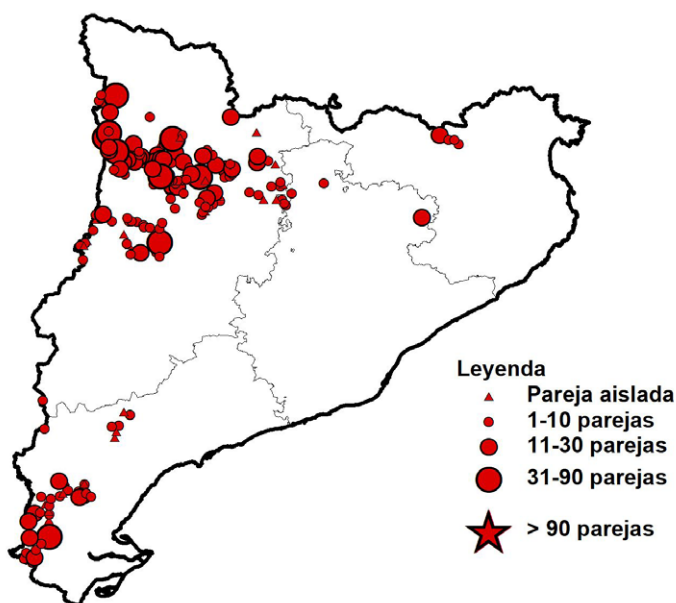 Leyenda
Pareja aislada
1-10 parejas
11-30 parejas
31-90 parejas
> 90 parejas